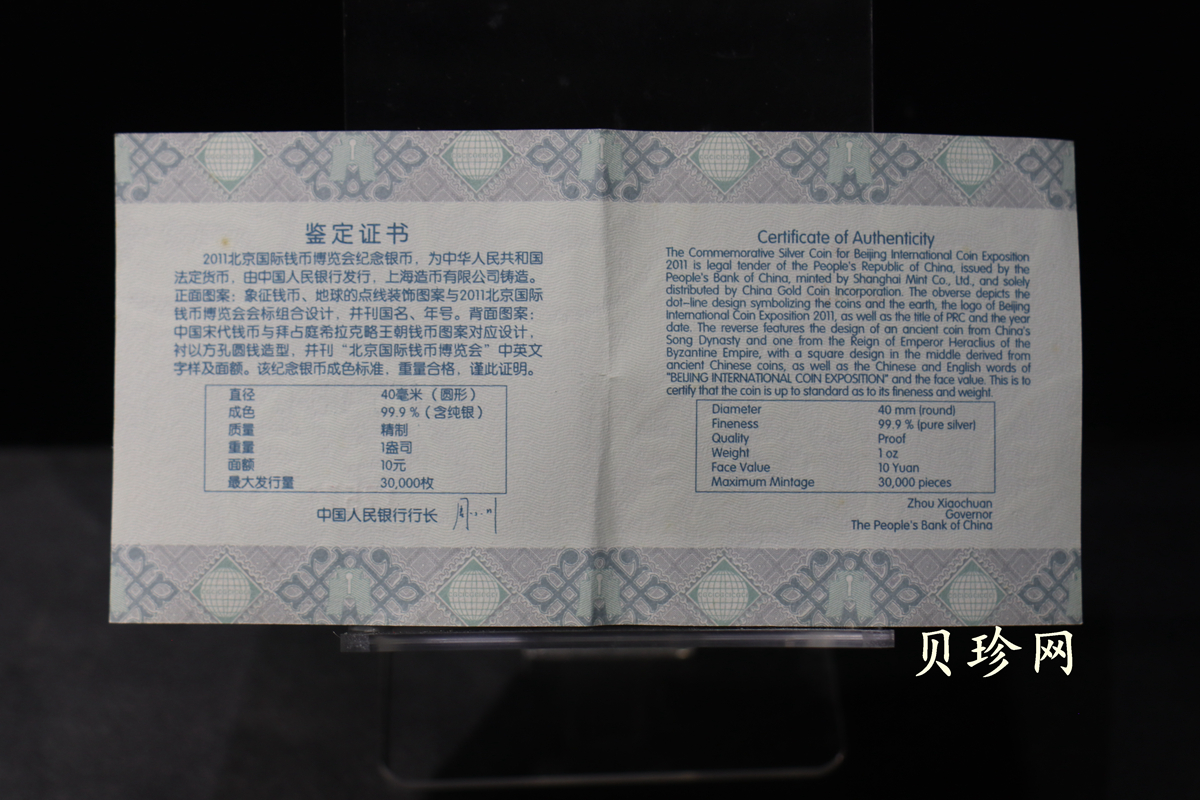 鉴定证书
2011北京国际钱币博览会纪念银币，为中华人民共和国
法定货币，由中国人民银行发行，上海造币有限公司铸造。
正面图案：象征钱币、地球的点线装饰图案与2011北京国际
钱币博览会会标组合设计，并刊国名、年号。背面图案：
中国宋代钱币与拜占庭希拉克略王朝钱币图案对应设计，
衬以方孔圆钱造型，并刊“北京国际钱币博览会”中英文
字样及面额。该纪念银币成色标准，重量合格，谨此证明。
直径 40毫米（圆形）
成色 99.9％（含纯银）
质量 精制
重量 1盎司
面额 10元
最大发行量 30,000枚
中国人民银行行长
Certificate of Authenticity
The Commemorative Silver Coin for Beijing International Coin Exposition
2011 is legal tender of the People's Republic of China, issued by the
People's Bank of China, minted by Shanghai Mint Co., Ltd., and solely
distributed by China Gold Coin Incorporation. The obverse depicts the
dot-line design symbolizing the coins and the earth, the logo of Beijing
International Coin Exposition 2011, as well as the title of PRC and the year
date. The reverse features the design of an ancient coin from China's
Song Dynasty and one from the Reign of Emperor Heraclius of the
Byzantine Empire, with a square design in the middle derived from
ancient Chinese coins, as well as the Chinese and English words of
"BEIJING INTERNATIONAL COIN EXPOSITION" and the face value. This is to
certify that the coin is up to standard as to its fineness and weight.
Diameter 40 mm (round)
Fineness 99.9 % (pure silver)
Quality Proof
Weight 1 oz
Face Value 10 Yuan
Maximum Mintage 30,000 pieces
Zhou Xiaochuan
Governor
The People's Bank of China
贝珍网